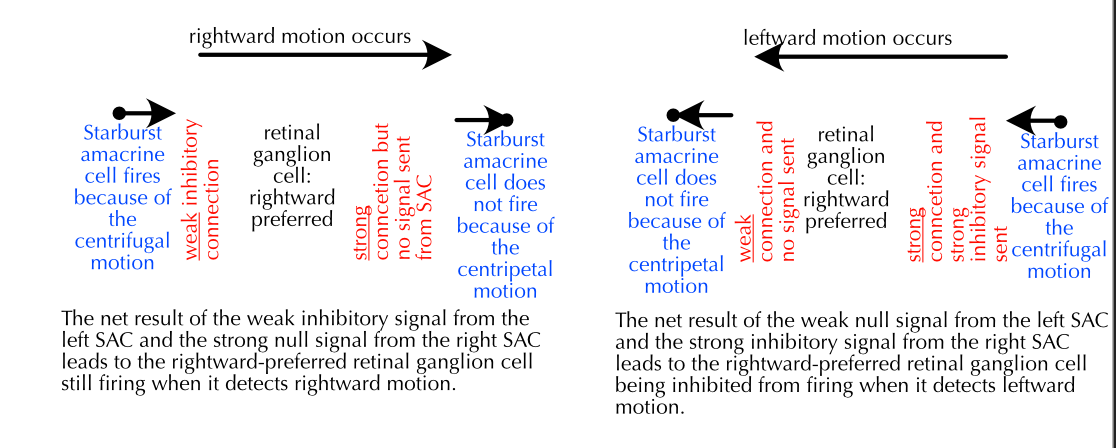 rightward motion occurs
Starburst
amacrine
cell fires
because of
the
centrifugal
motion
weak inhibitory
connection
retinal
ganglion
cell:
rightward
preferred
strong
conncetion but
no signal sent
from SAC
Starburst
amacrine
cell does
not fire
because of
the
centripetal
motion
The net result of the weak inhibitory signal from the
left SAC and the strong null signal from the right SAC
leads to the rightward-preferred retinal ganglion cell
still firing when it detects rightward motion.
leftward motion occurs
Starburst
amacrine
cell does
not fire
because of
the
centripetal
motion
weak
connection and
no signal sent
retinal
ganglion
cell:
rightward
preferred
strong
conncetion and
strong
inhibitory signal
sent
Starburst
amacrine
cell fires
because of
the
centrifugal
motion
The net result of the weak null signal from the left SAC
and the strong inhibitory signal from the right SAC
leads to the rightward-preferred retinal ganglion cell
being inhibited from firing when it detects leftward
motion.